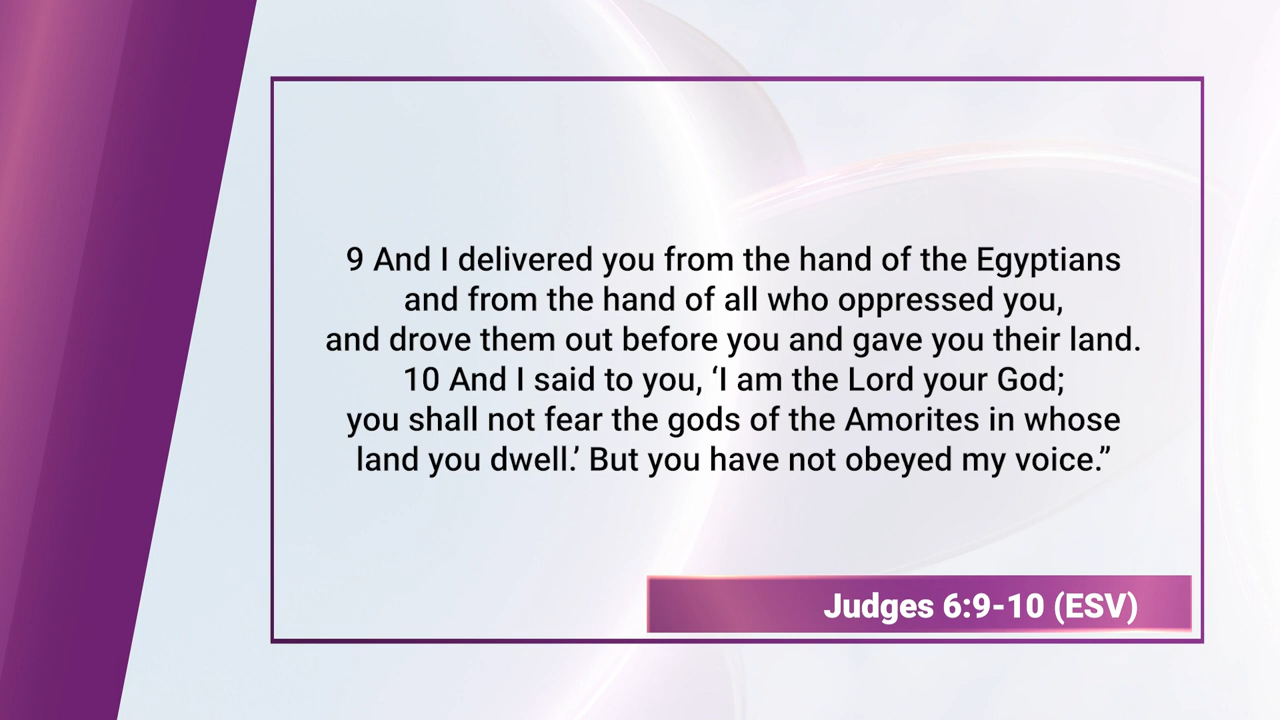 9 And I delivered you from the hand of the Egyptians
and from the hand of all who oppressed you,
and drove them out before you and gave you their land.
10 And I said to you, ‘I am the Lord your God;
you shall not fear the gods of the Amorites in whose
land you dwell.’ But you have not obeyed my voice.”
Judges 6:9-10 (ESV)